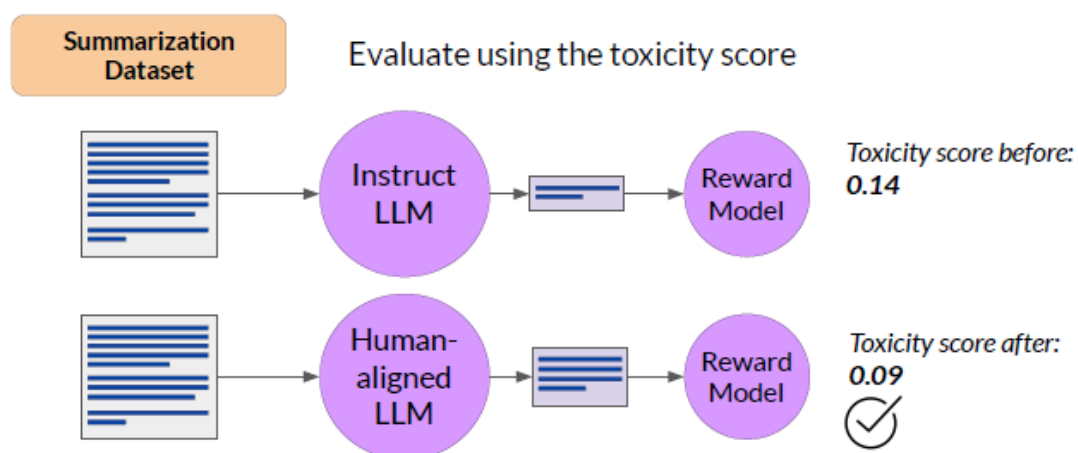 Summarization
Dataset
Evaluate using the toxicity score
Instruct
LLM
Reward
Model
Toxicity score before:
0.14
Human-
aligned
LLM
Reward
Model
Toxicity score after:
0.09